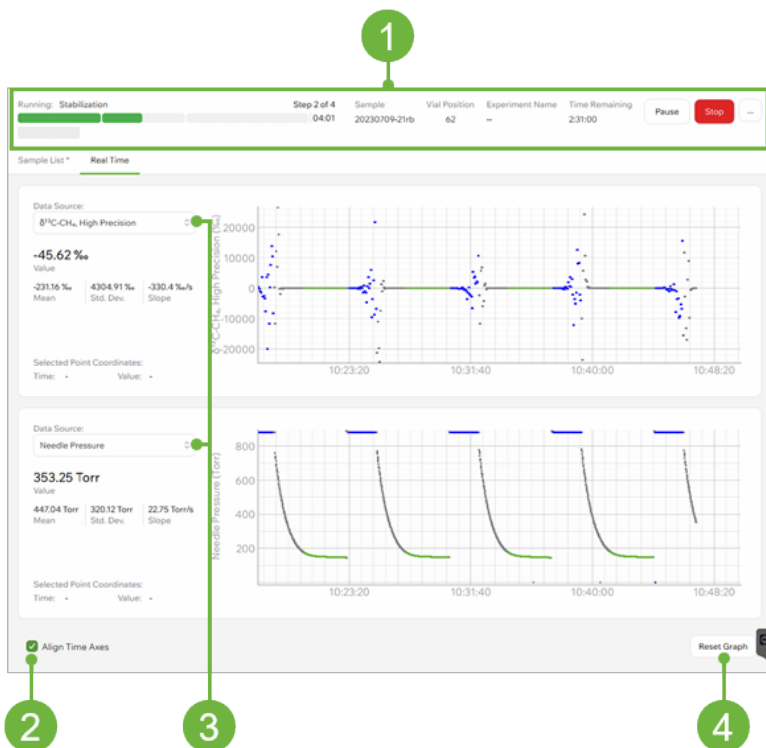 1
Running: Stabilization
Step 2 of 4
04:01
Sample
20230709-21rb
Vial Position
62
Experiment Name
--
Time Remaining
2:31:00
Pause
Stop
...
Sample List *
Real Time
Data Source:
δ¹³C-CH₄, High Precision
-45.62 ‰
Value
-231.16 ‰ 4304.91 ‰ -330.4 ‰/s
Mean Std. Dev. Slope
Selected Point Coordinates:
Time: - Value: -
δ¹³C-CH₄, High Precision (‰)
20000
10000
0
-10000
-20000
10:23:20 10:31:40 10:40:00 10:48:20
Data Source:
Needle Pressure
353.25 Torr
Value
447.04 Torr 320.12 Torr 22.75 Torr/s
Mean Std. Dev. Slope
Selected Point Coordinates:
Time: - Value: -
Needle Pressure (Torr)
800
600
400
200
10:23:20 10:31:40 10:40:00 10:48:20
Align Time Axes
Reset Graph
2
3
4